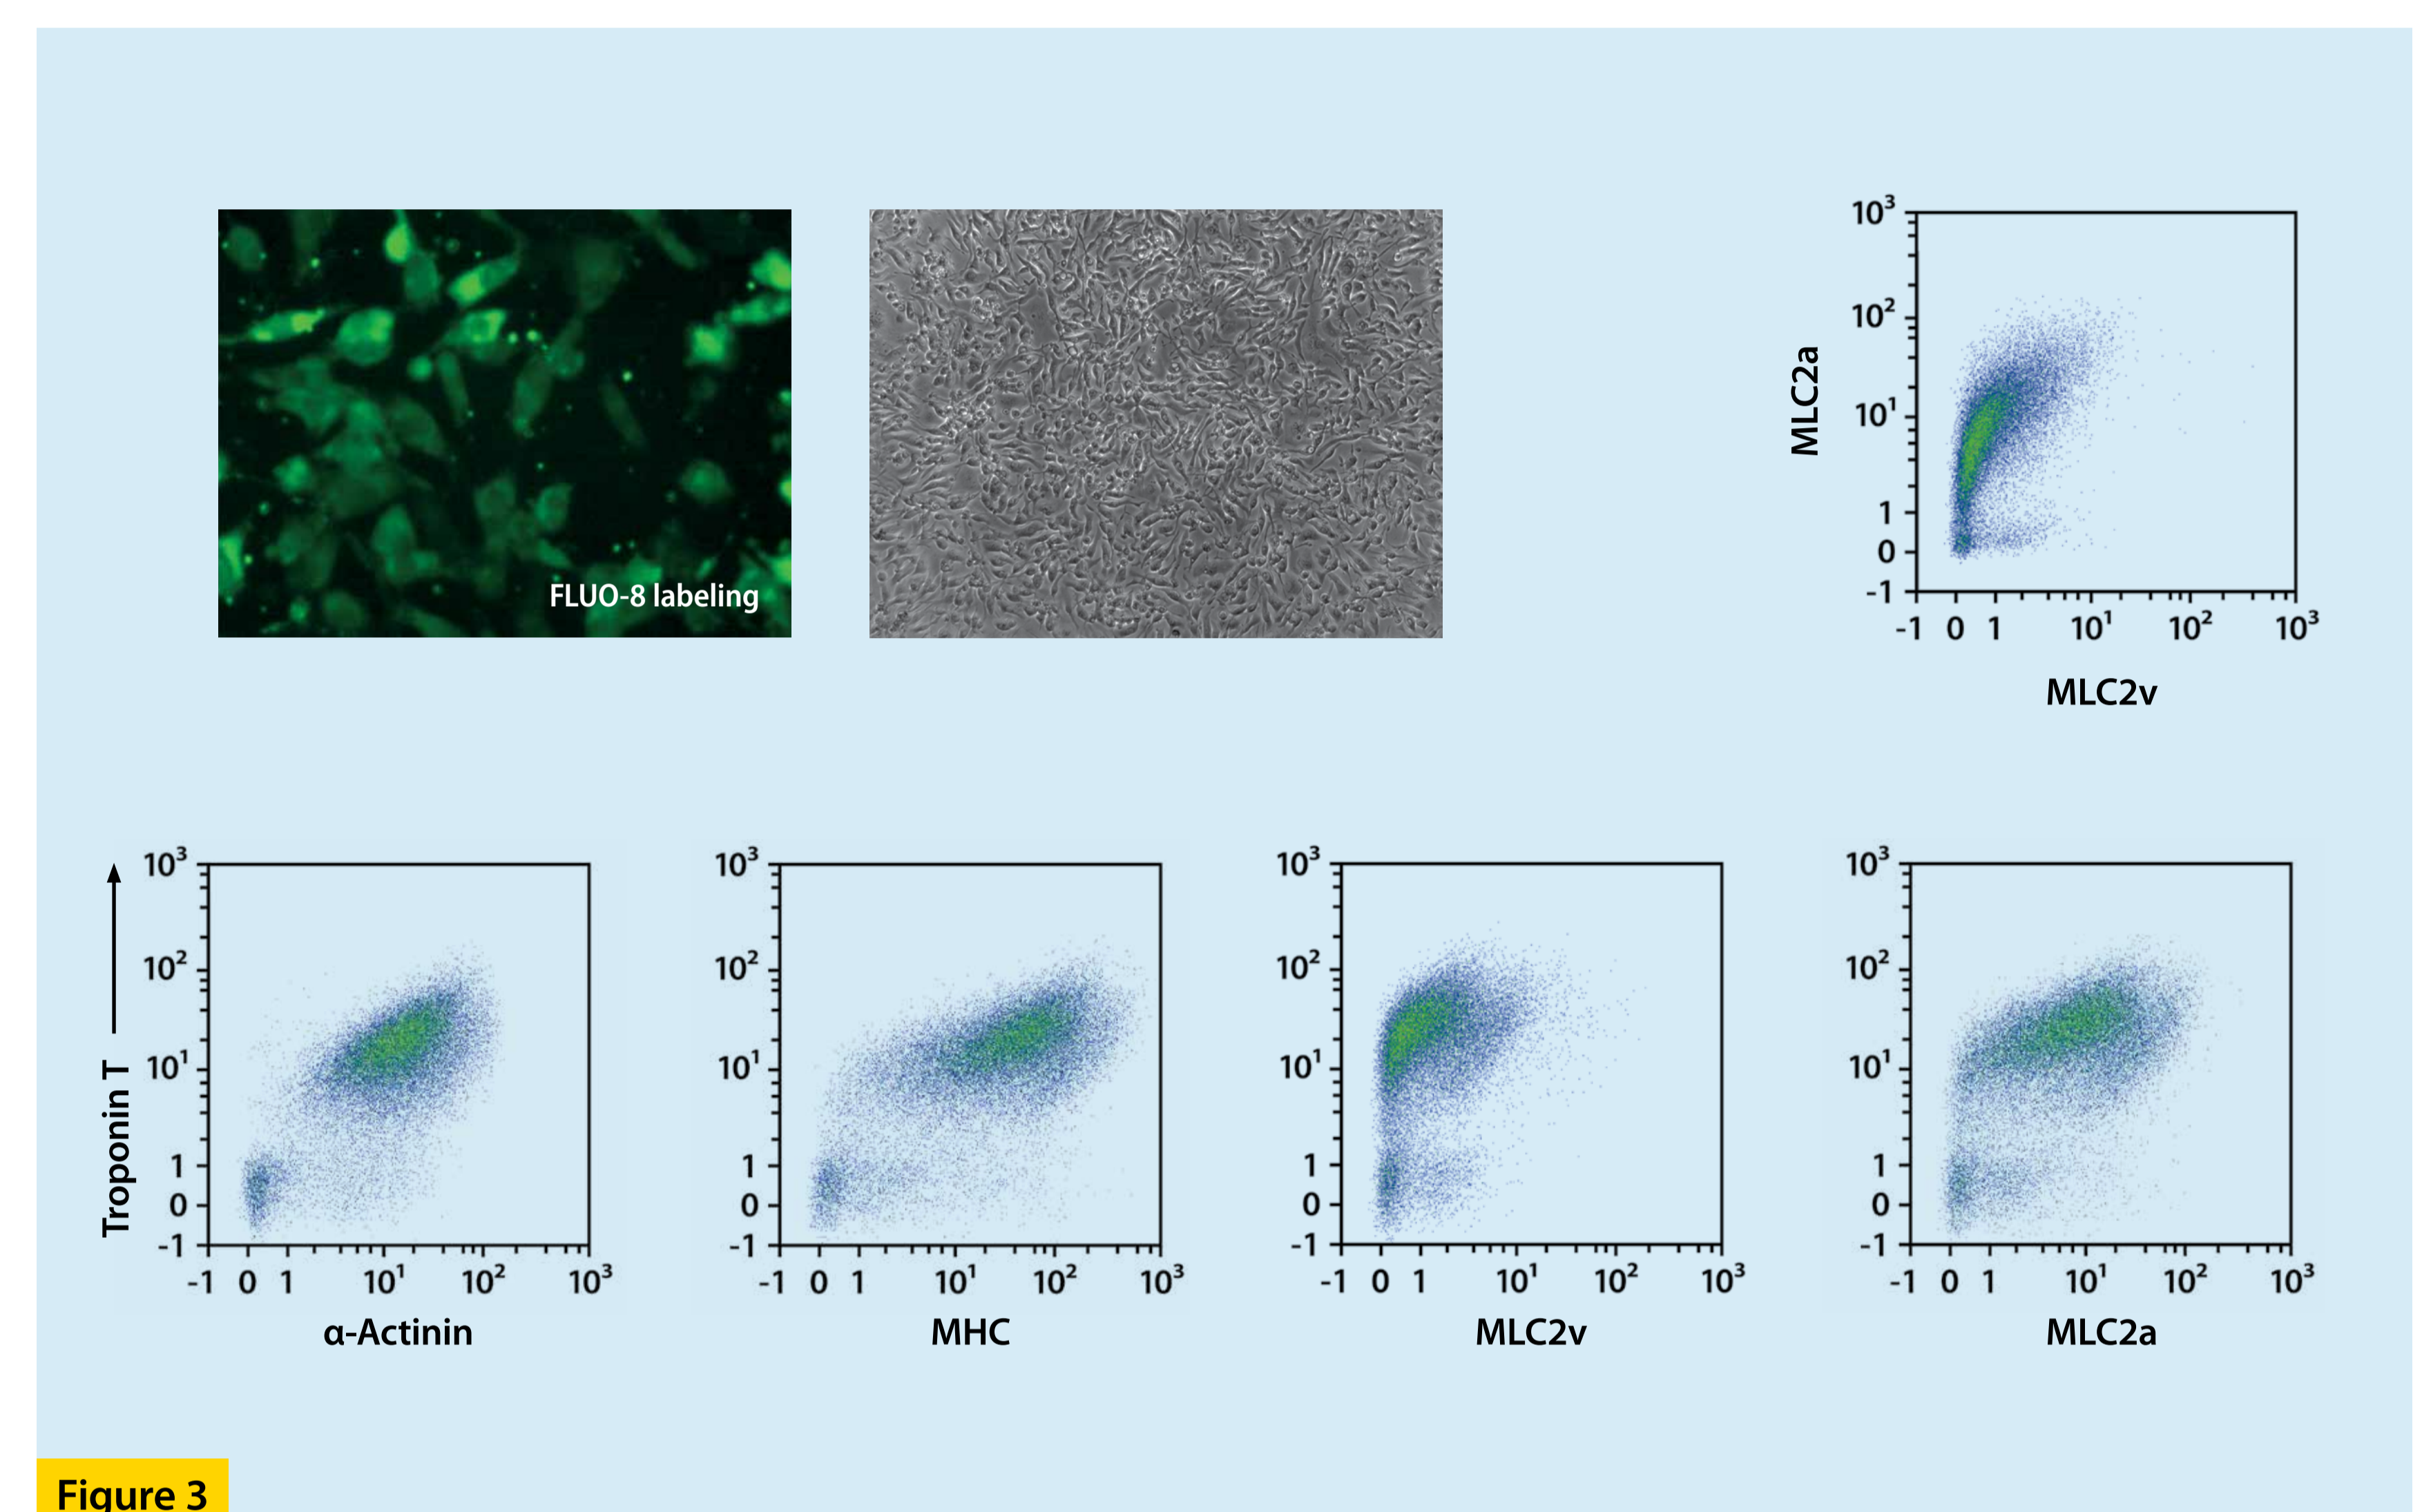 FLUO-8 labeling
MLC2a
10³
10²
10¹
1
0
-1
-1 0 1 10¹ 10² 10³
MLC2v
Troponin T
10³
10²
10¹
1
0
-1
-1 0 1 10¹ 10² 10³
α-Actinin
10³
10²
10¹
1
0
-1
-1 0 1 10¹ 10² 10³
MHC
10³
10²
10¹
1
0
-1
-1 0 1 10¹ 10² 10³
MLC2v
10³
10²
10¹
1
0
-1
-1 0 1 10¹ 10² 10³
MLC2a
Figure 3